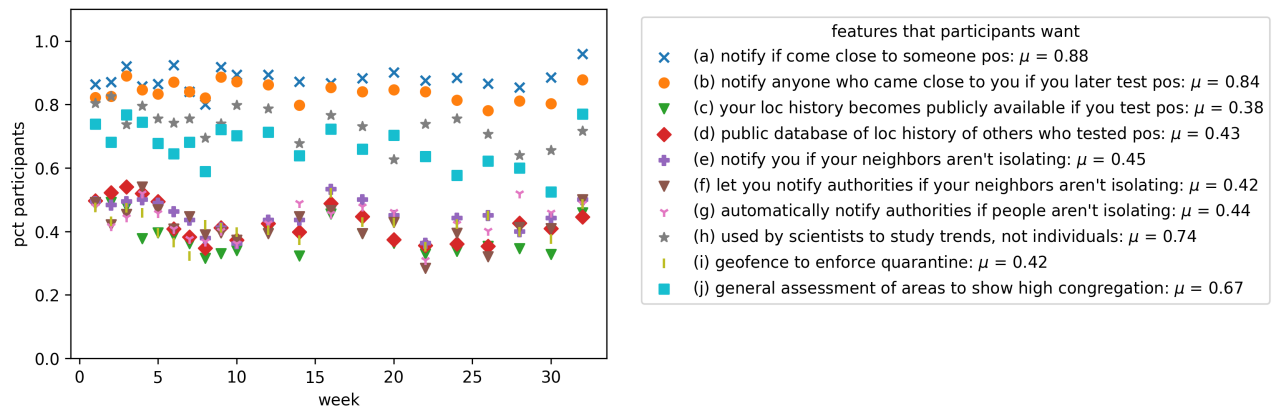 features that participants want
(a) notify if come close to someone pos: μ = 0.88
(b) notify anyone who came close to you if you later test pos: μ = 0.84
(c) your loc history becomes publicly available if you test pos: μ = 0.38
(d) public database of loc history of others who tested pos: μ = 0.43
(e) notify you if your neighbors aren't isolating: μ = 0.45
(f) let you notify authorities if your neighbors aren't isolating: μ = 0.42
(g) automatically notify authorities if people aren't isolating: μ = 0.44
(h) used by scientists to study trends, not individuals: μ = 0.74
(i) geofence to enforce quarantine: μ = 0.42
(j) general assessment of areas to show high congregation: μ = 0.67
pct participants
1.0
0.8
0.6
0.4
0.2
0.0
0 5 10 15 20 25 30
week